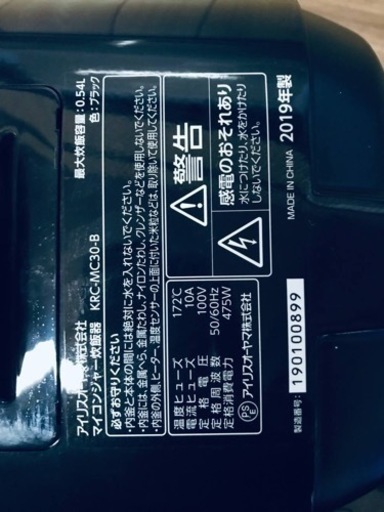 アイリスオーヤマ株式会社
マイコンジャー炊飯器 KRC-MC30-B
最大炊飯容量：0.54L
色：ブラック
必ずお守りください
・内釜と本体の間には絶対に水を入れないでください。
・内釜には、金属へら、金属たわし、ナイロンたわし、クレンザーなどを使用しないでください。
・内釜の外側、ヒーター、温度センサーの上面に付いた米粒などは、取り除いて使用してください。
温度ヒューズ 172℃
電流ヒューズ 10A
定格電圧 100V
定格周波数 50/60Hz
定格消費電力 475W
PS
E
アイリスオーヤマ株式会社
警告
感電のおそれあり
水につけたり、水をかけたり
しないでください
MADE IN CHINA 2019年製
製造番号：190100899